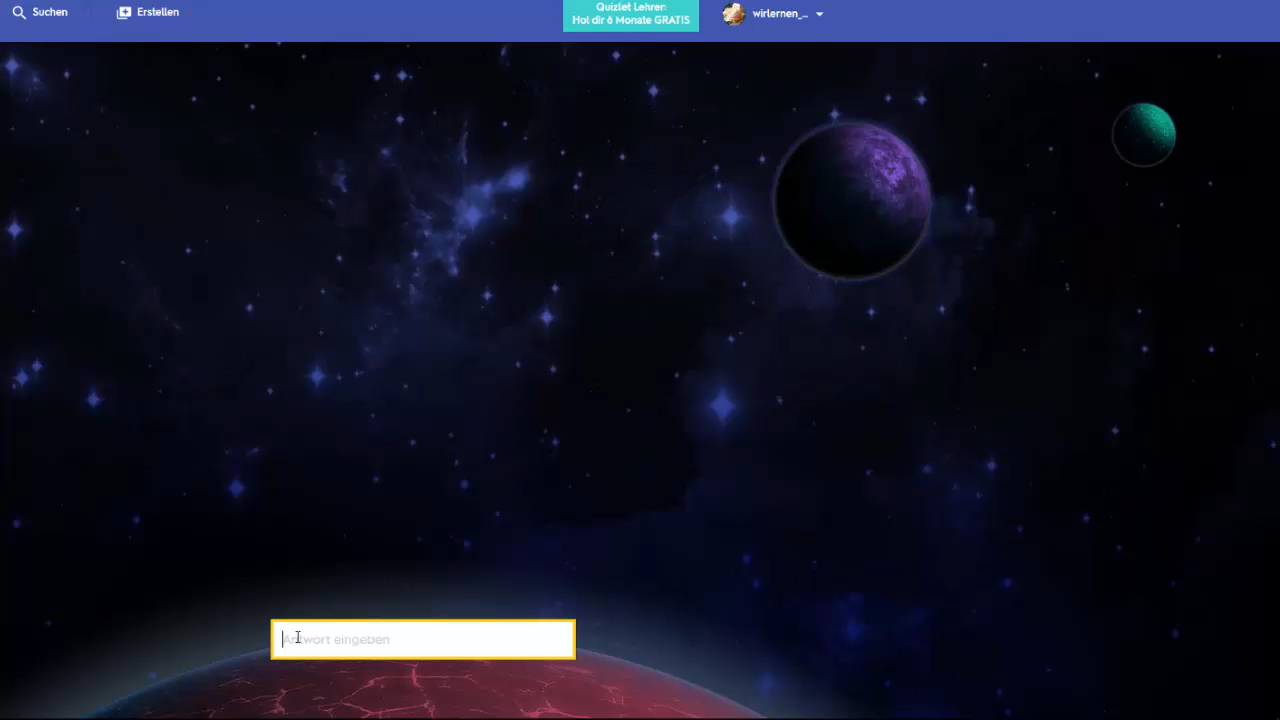 Suchen
Erstellen
Quizlet Lehrer:
Hol dir 6 Monate GRATIS
wirlernen_...
Antwort eingeben